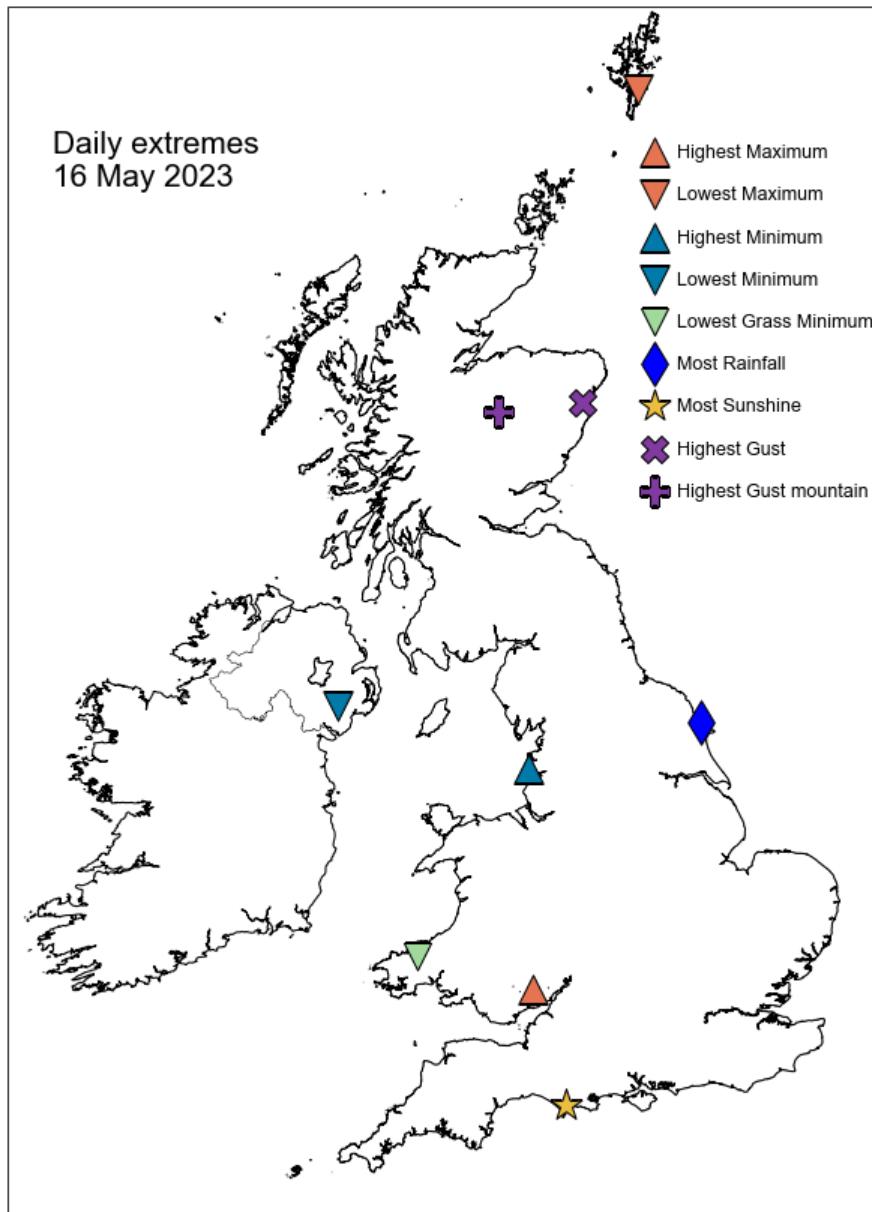 Daily extremes
16 May 2023
Highest Maximum
Lowest Maximum
Highest Minimum
Lowest Minimum
Lowest Grass Minimum
Most Rainfall
Most Sunshine
Highest Gust
Highest Gust mountain